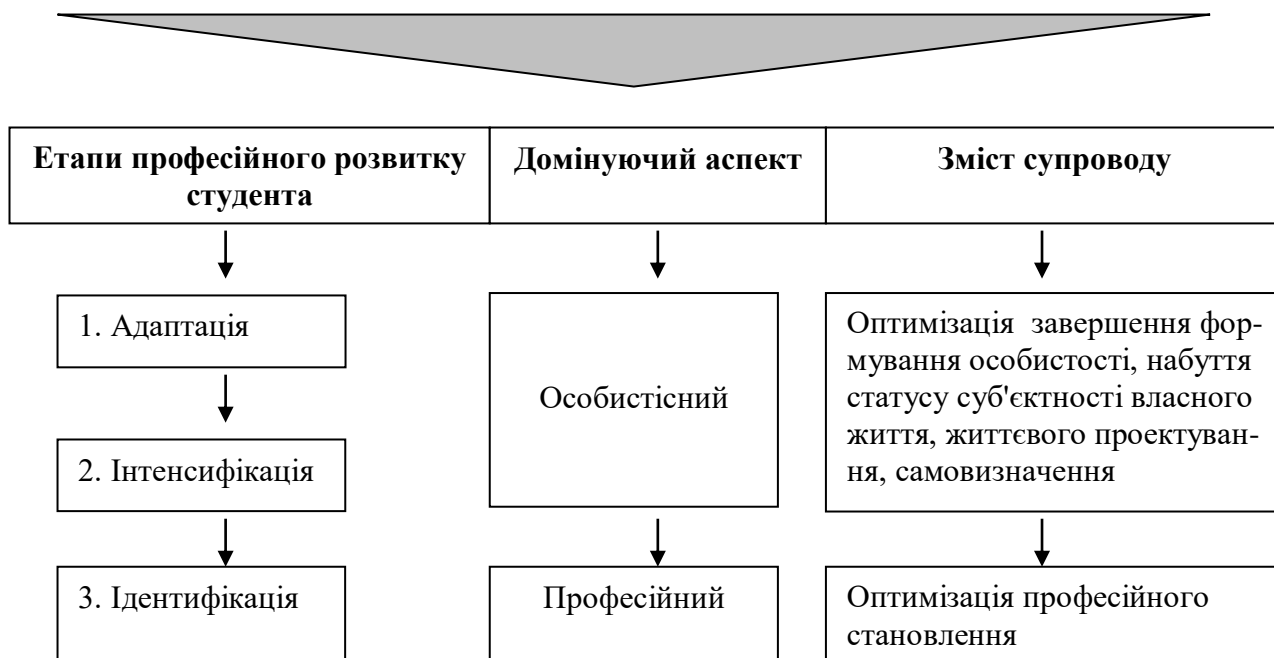 Етапи професійного розвитку
студента
Домінуючий аспект
Зміст супроводу
1. Адаптація
2. Інтенсифікація
Особистісний
Оптимізація завершення фор-
мування особистості, набуття
статусу суб'єктності власного
життя, життєвого проектуван-
ня, самовизначення
3. Ідентифікація
Професійний
Оптимізація професійного
становлення